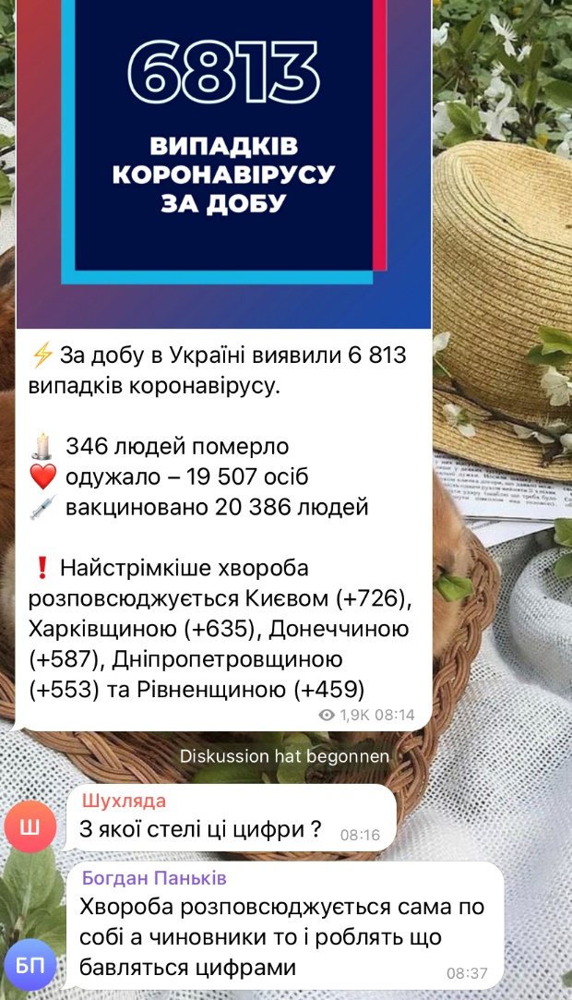 6813
ВИПАДКІВ
КОРОНАВІРУСУ
ЗА ДОБУ
⚡ За добу в Україні виявили 6 813
випадків коронавірусу.
🕯 346 людей померло
❤️ одужало – 19 507 осіб
💉 вакциновано 20 386 людей
❗ Найстрімкіше хвороба
розповсюджується Києвом (+726),
Харківщиною (+635), Донеччиною
(+587), Дніпропетровщиною
(+553) та Рівненщиною (+459)
1,9K 08:14
Diskussion hat begonnen
Шухляда
Ш
З якої стелі ці цифри ? 08:16
Богдан Паньків
Хвороба розповсюджується сама по
собі а чиновники то і роблять що
БП
бавляться цифрами 08:37